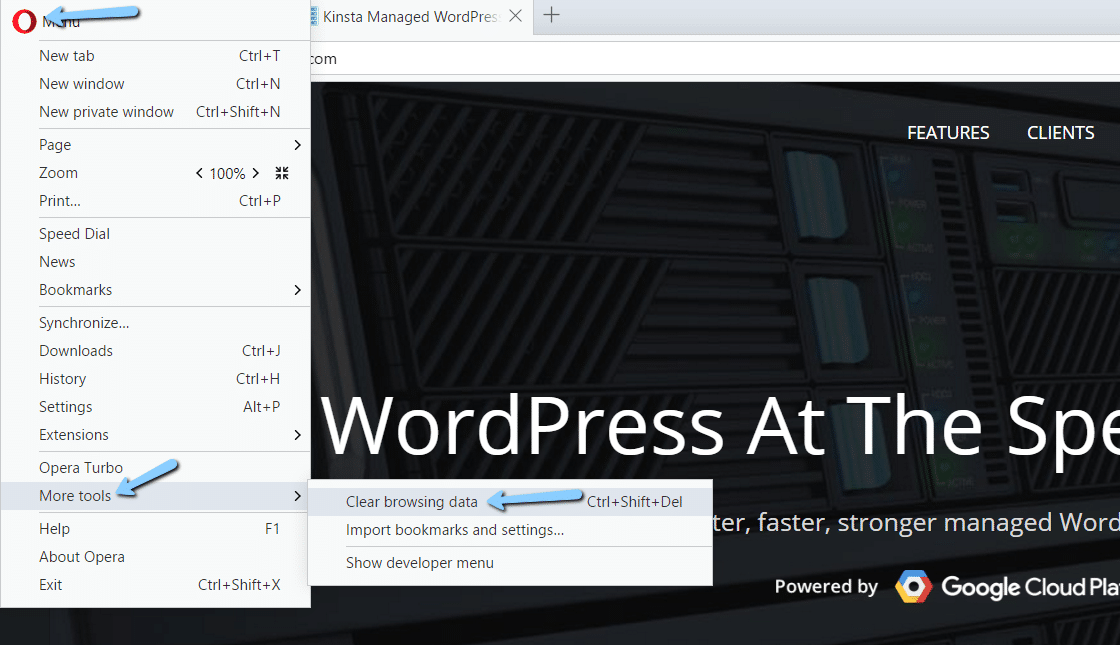 Menu
Kinsta Managed WordPres
com
New tab Ctrl+T
New window Ctrl+N
New private window Ctrl+Shift+N
Page
Zoom 100%
Print... Ctrl+P
Speed Dial
News
Bookmarks
Synchronize...
Downloads Ctrl+J
History Ctrl+H
Settings Alt+P
Extensions
Opera Turbo
More tools
Help F1
About Opera
Exit Ctrl+Shift+X
Clear browsing data Ctrl+Shift+Del
Import bookmarks and settings...
Show developer menu
FEATURES CLIENTS
WordPress At The Spe
ter, faster, stronger managed Word
Powered by Google Cloud Pla